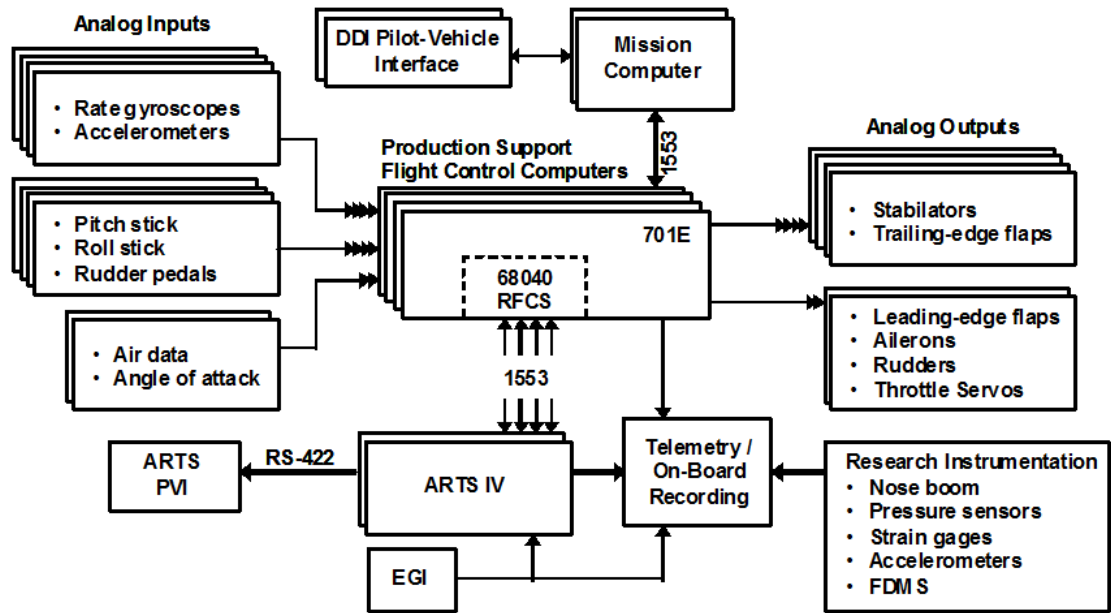 Analog Inputs
• Rate gyroscopes
• Accelerometers
• Pitch stick
• Roll stick
• Rudder pedals
• Air data
• Angle of attack
DDI Pilot-Vehicle
Interface
Mission
Computer
1553
Production Support
Flight Control Computers
701E
68040
RFCS
1553
Analog Outputs
• Stabilators
• Trailing-edge flaps
• Leading-edge flaps
• Ailerons
• Rudders
• Throttle Servos
ARTS
PVI
RS-422
ARTS IV
EGI
Telemetry /
On-Board
Recording
Research Instrumentation
• Nose boom
• Pressure sensors
• Strain gages
• Accelerometers
• FDMS